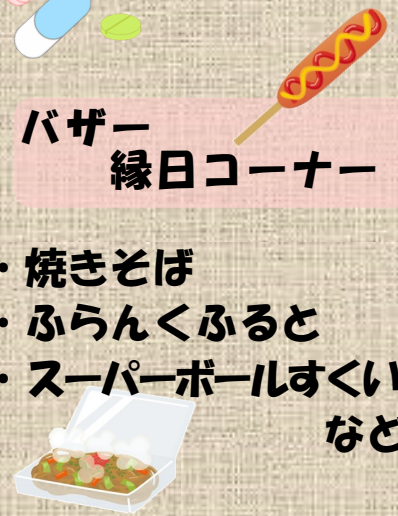 バザー
縁日コーナー
・焼きそば
・ふらんくふると
・スーパーボールすくい
など